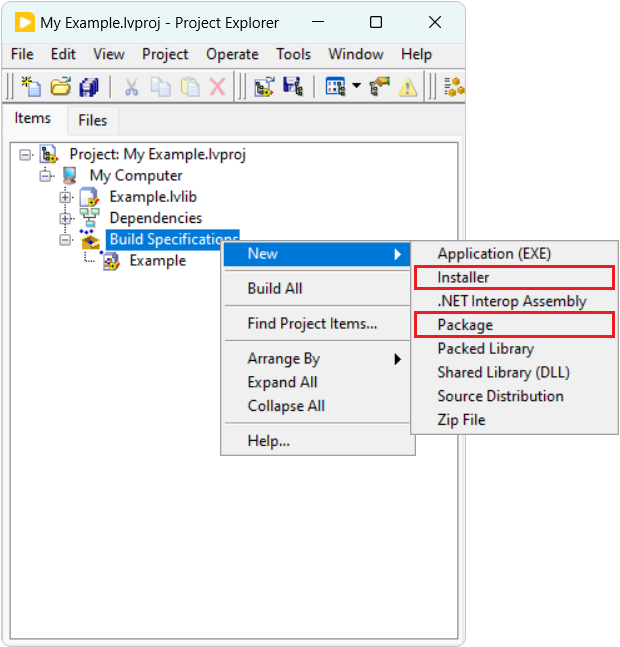 My Example.lvproj - Project Explorer
File Edit View Project Operate Tools Window Help
Items Files
Project: My Example.lvproj
My Computer
Example.lvlib
Dependencies
Build Specifications
Example
New
Build All
Find Project Items...
Arrange By
Expand All
Collapse All
Help...
Application (EXE)
Installer
.NET Interop Assembly
Package
Packed Library
Shared Library (DLL)
Source Distribution
Zip File